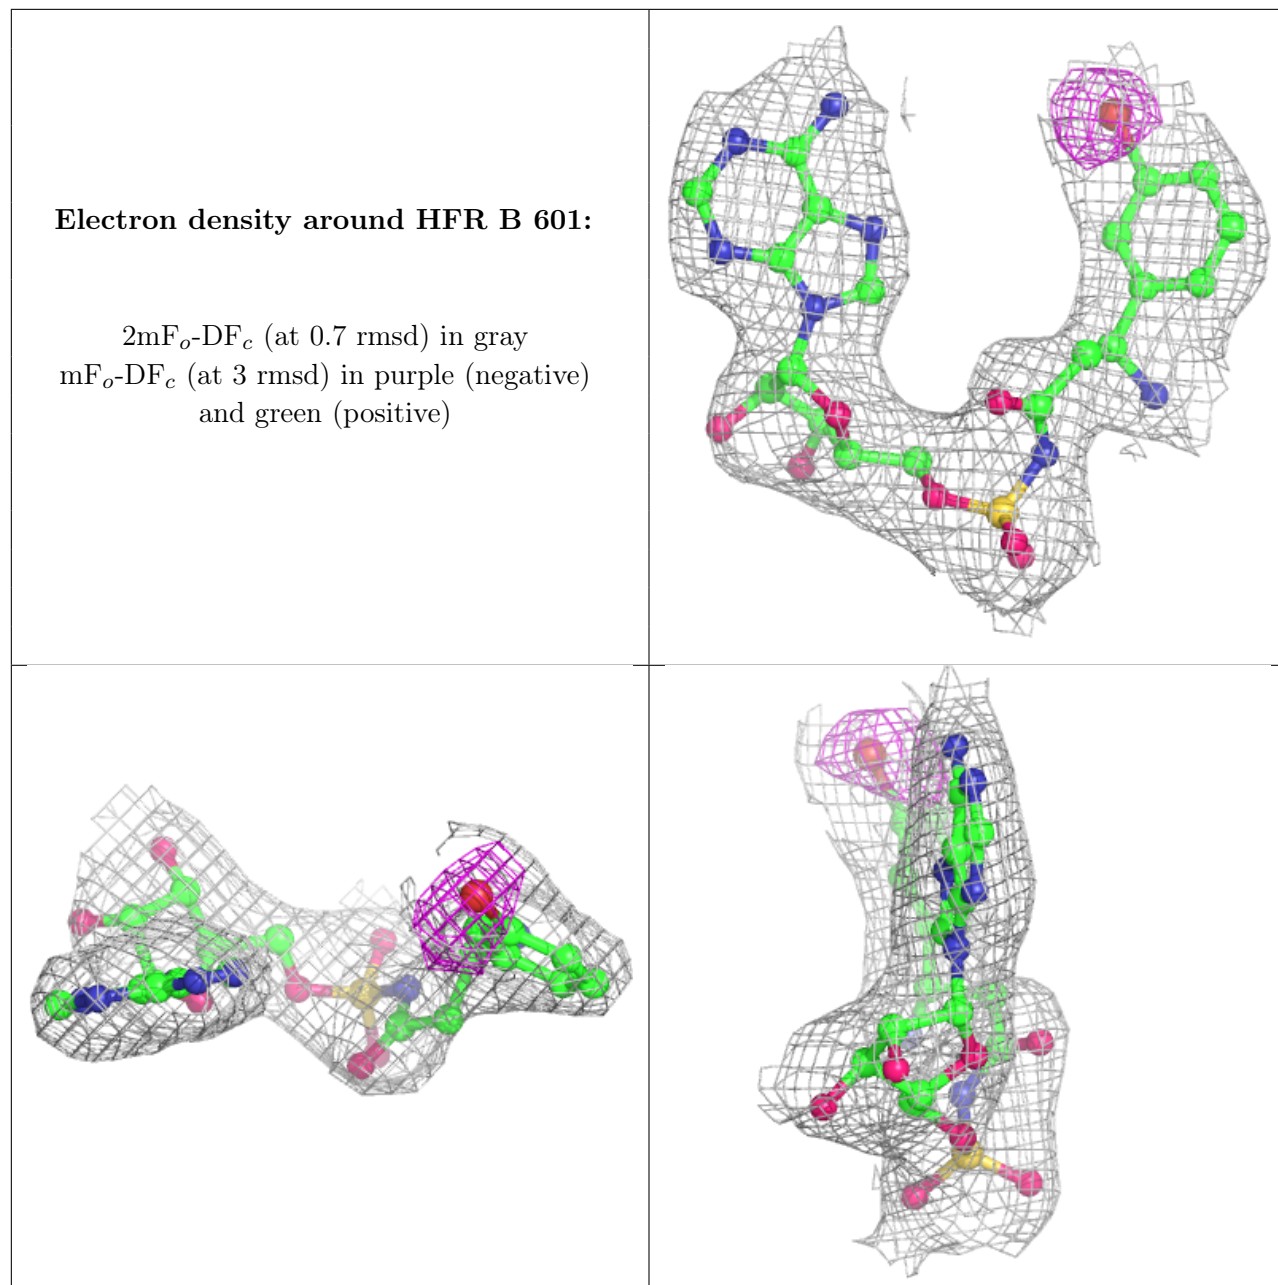 Electron density around HFR B 601:
2mFo-DFc (at 0.7 rmsd) in gray
mFo-DFc (at 3 rmsd) in purple (negative)
and green (positive)